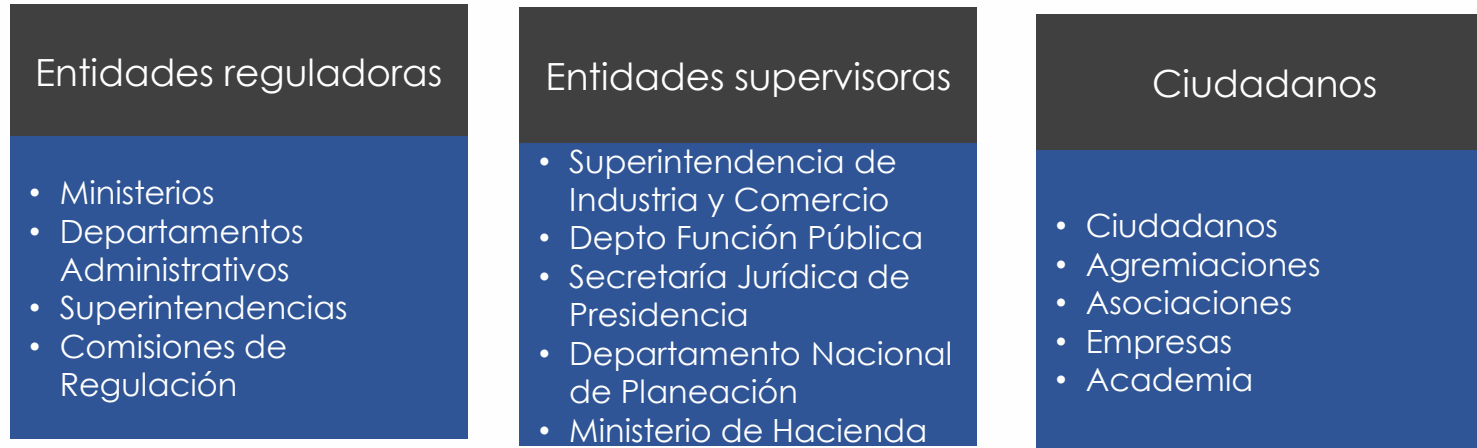 Entidades reguladoras
• Ministerios
• Departamentos
Administrativos
• Superintendencias
• Comisiones de
Regulación
Entidades supervisoras
• Superintendencia de
Industria y Comercio
• Depto Función Pública
• Secretaría Jurídica de
Presidencia
• Departamento Nacional
de Planeación
• Ministerio de Hacienda
Ciudadanos
• Ciudadanos
• Agremiaciones
• Asociaciones
• Empresas
• Academia